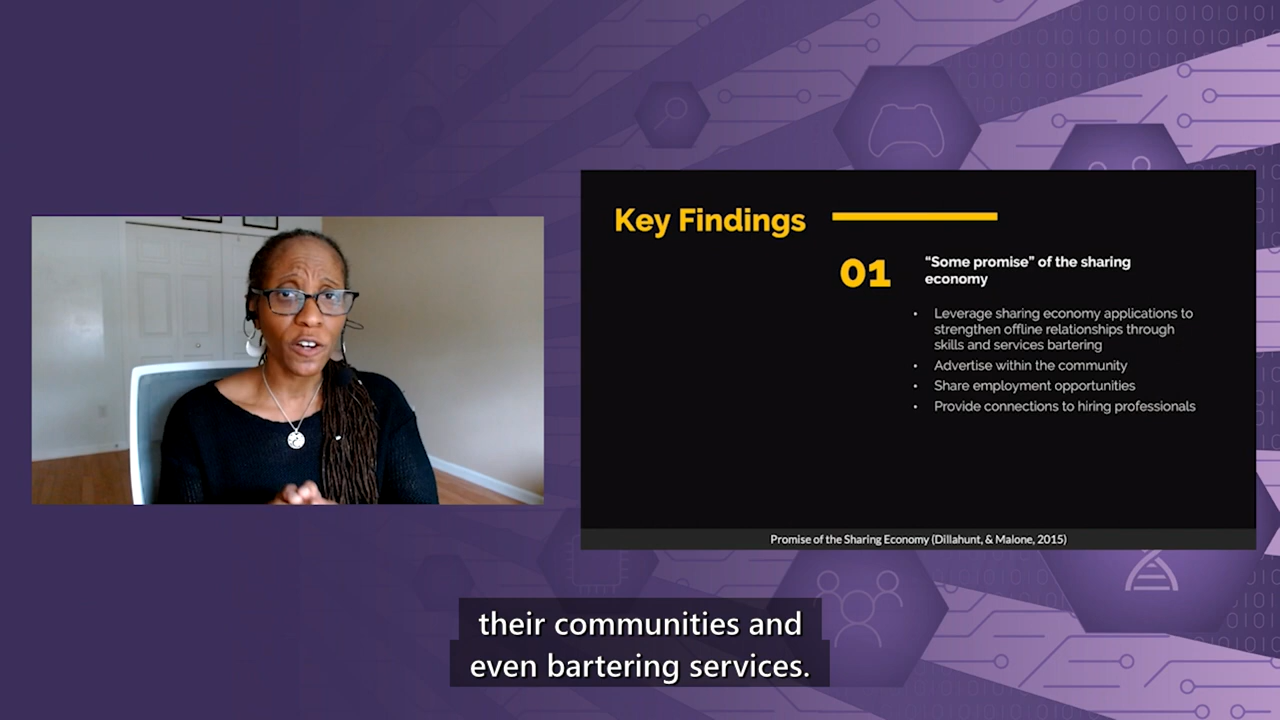 Key Findings
01
“Some promise” of the sharing
economy
• Leverage sharing economy applications to
strengthen offline relationships through
skills and services bartering
• Advertise within the community
• Share employment opportunities
• Provide connections to hiring professionals
Promise of the Sharing Economy (Dillahunt, & Malone, 2015)
their communities and
even bartering services.